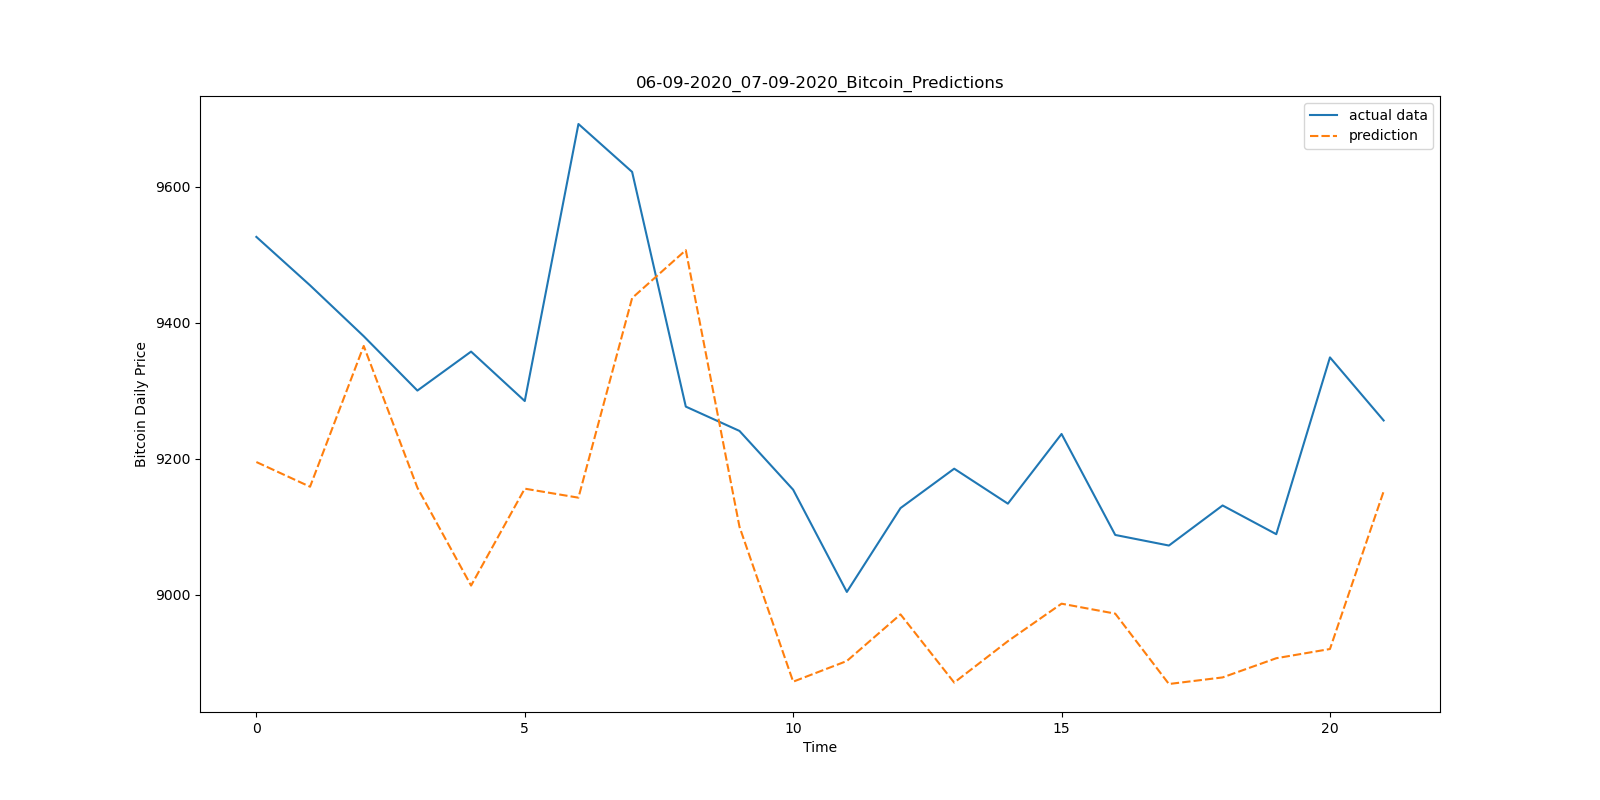 06-09-2020_07-09-2020_Bitcoin_Predictions
actual data
prediction
Bitcoin Daily Price
9600
9400
9200
9000
0 5 10 15 20
Time